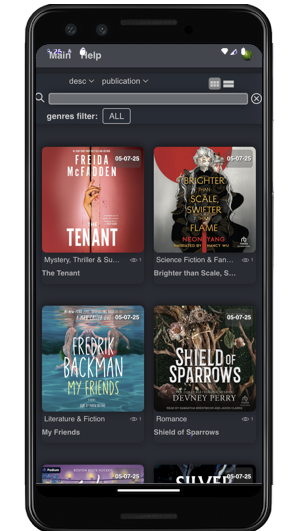 Main Help
desc publication
genres filter: ALL
05-07-25
FREIDA
McFADDEN
THE
TENANT
Mystery, Thriller & Su... 1
The Tenant
05-07-25
BRIGHTER
THAN
SCALE,
SWIFTER
THAN
FLAME
NEON YANG
NARRATED BY NANCY WU
Science Fiction & Fan... 1
Brighter than Scale, S...
05-07-25
FREDRIK
BACKMAN
MY FRIENDS
Literature & Fiction 1
My Friends
05-07-25
SHIELD OF
SPARROWS
DEVNEY PERRY
Romance 1
Shield of Sparrows
Podium
05-07-25
05-07-25
SILVER